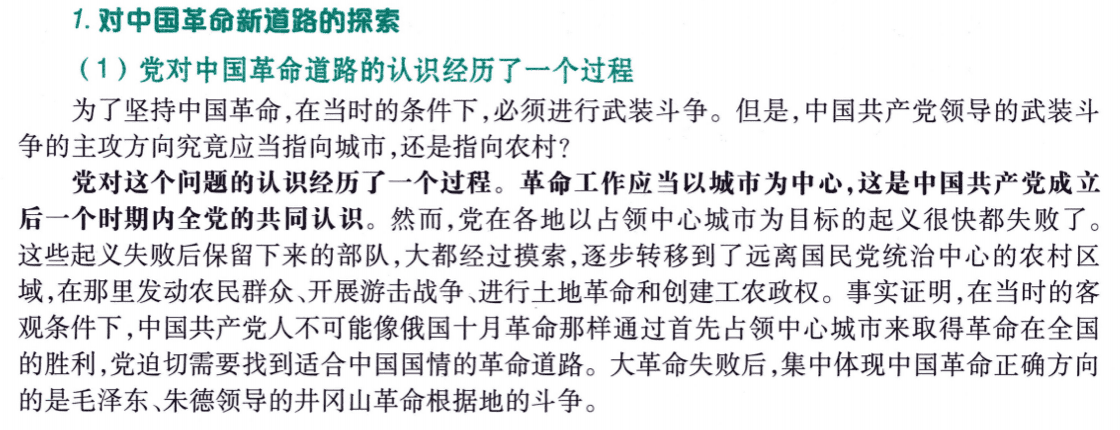 1. 对中国革命新道路的探索
（1）党对中国革命道路的认识经历了一个过程
为了坚持中国革命,在当时的条件下,必须进行武装斗争。但是,中国共产党领导的武装斗
争的主攻方向究竟应当指向城市,还是指向农村?
党对这个问题的认识经历了一个过程。革命工作应当以城市为中心,这是中国共产党成立
后一个时期内全党的共同认识。然而,党在各地以占领中心城市为目标的起义很快都失败了。
这些起义失败后保留下来的部队,大都经过摸索,逐步转移到了远离国民党统治中心的农村区
域,在那里发动农民群众、开展游击战争、进行土地革命和创建工农政权。事实证明,在当时的客
观条件下,中国共产党人不可能像俄国十月革命那样通过首先占领中心城市来取得革命在全国
的胜利,党迫切需要找到适合中国国情的革命道路。大革命失败后,集中体现中国革命正确方向
的是毛泽东、朱德领导的井冈山革命根据地的斗争。